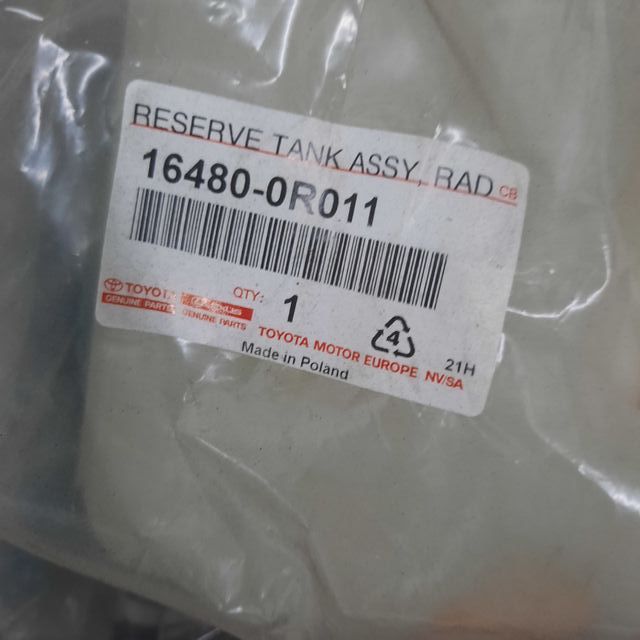 RESERVE TANK ASSY, RAD CB
16480-0R011
TOYOTA LEXUS QTY: 1
GENUINE PARTS GENUINE PARTS
4
TOYOTA MOTOR EUROPE NV/SA
21H
Made in Poland